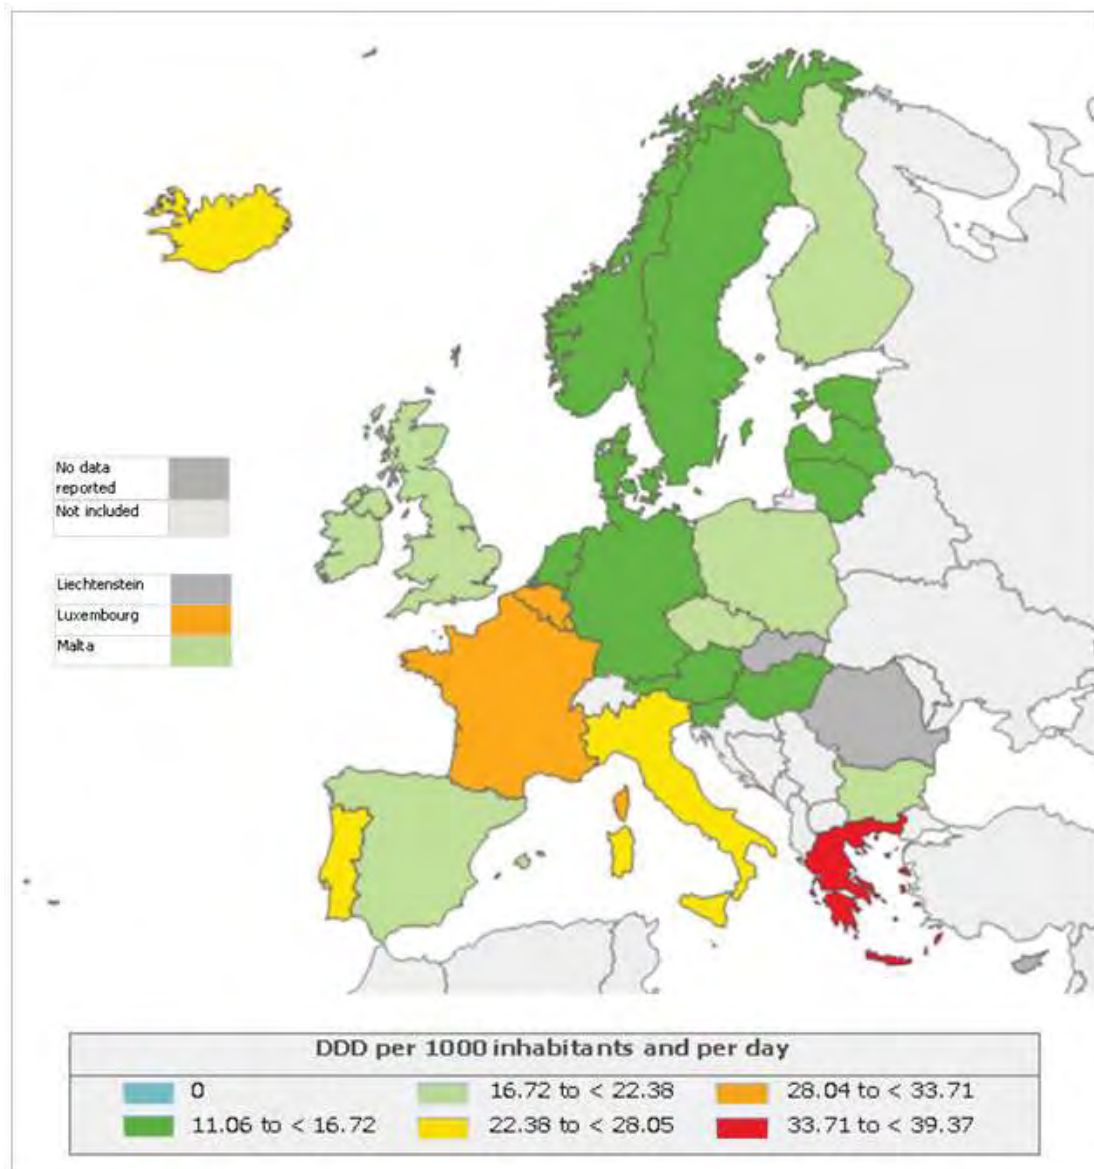 No data
reported
Not included
Liechtenstein
Luxembourg
Malta
DDD per 1000 inhabitants and per day
0
16.72 to < 22.38
28.04 to < 33.71
11.06 to < 16.72
22.38 to < 28.05
33.71 to < 39.37